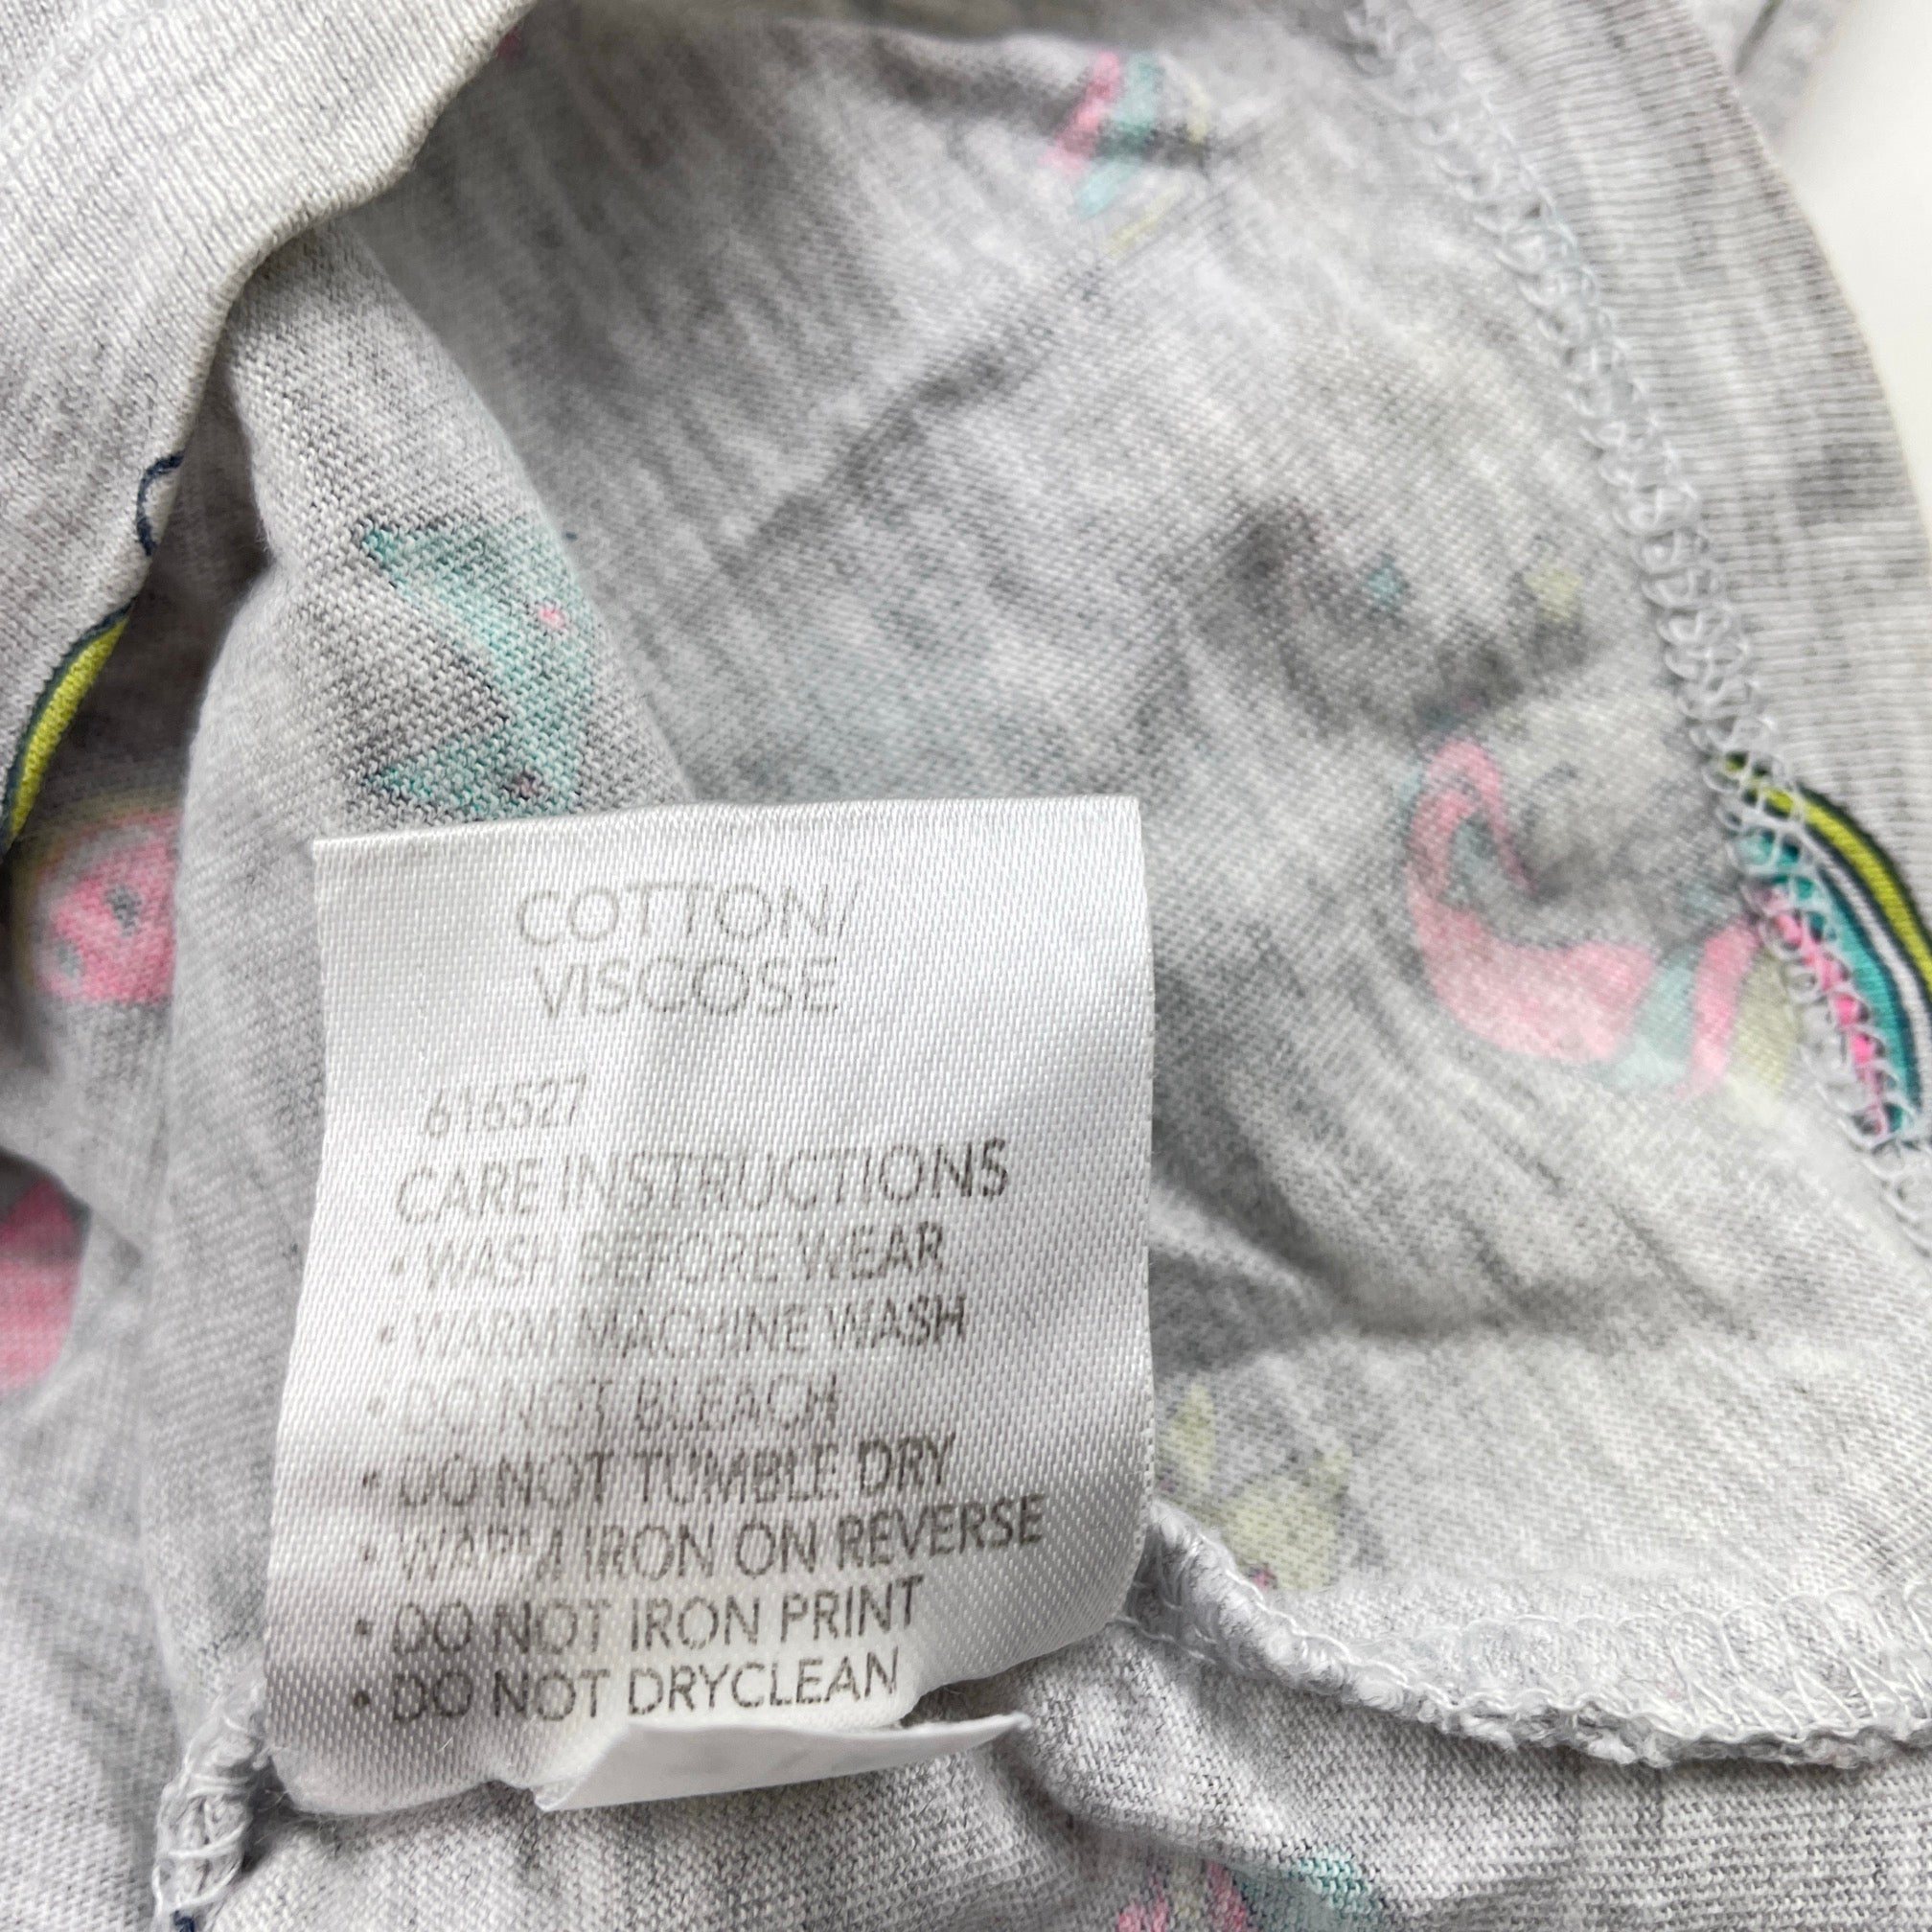 COTTON/
VISCOSE
616527
CARE INSTRUCTIONS
• WASH BEFORE WEAR
• WARM MACHINE WASH
• DO NOT BLEACH
• DO NOT TUMBLE DRY
• WARM IRON ON REVERSE
• DO NOT IRON PRINT
• DO NOT DRYCLEAN